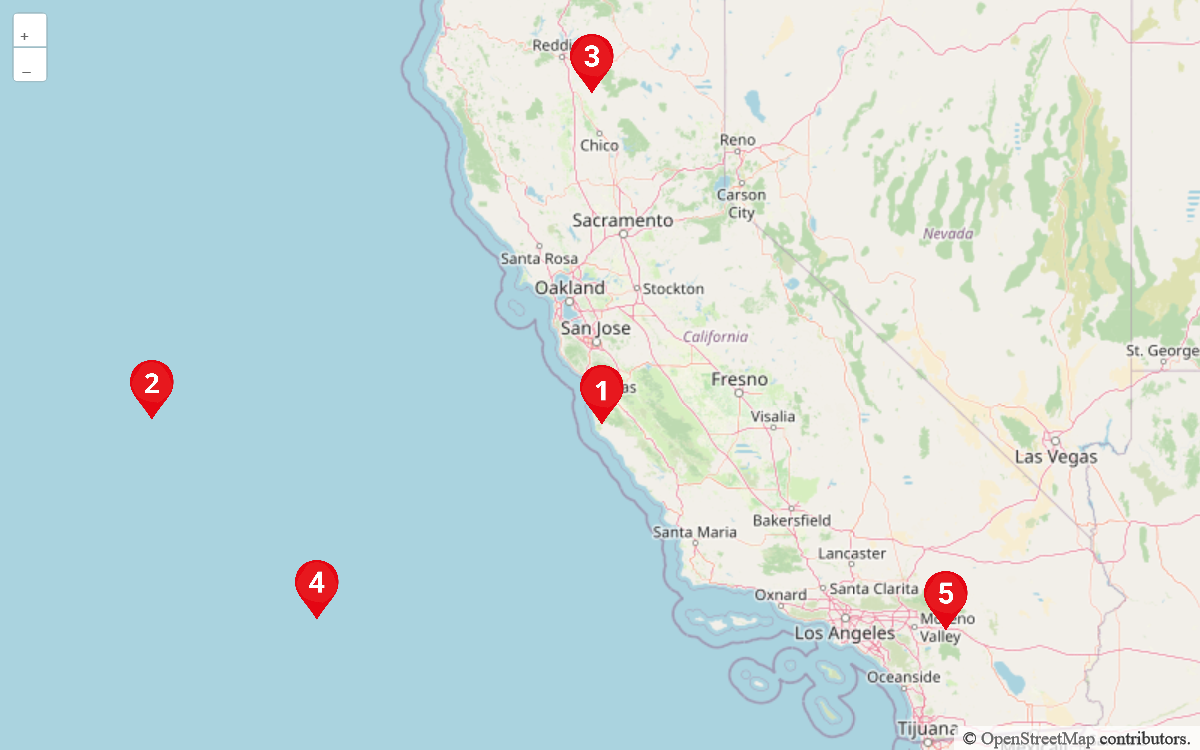 +
–
Reddi
3
Chico
Reno
Carson
City
Sacramento
Nevada
Santa Rosa
Oakland
Stockton
San Jose
California
St. George
2
1
as
Fresno
Visalia
Las Vegas
Bakersfield
Santa Maria
Lancaster
4
5
Santa Clarita
Oxnard
Los Angeles
Valley
Oceanside
Tijuana
© OpenStreetMap contributors.